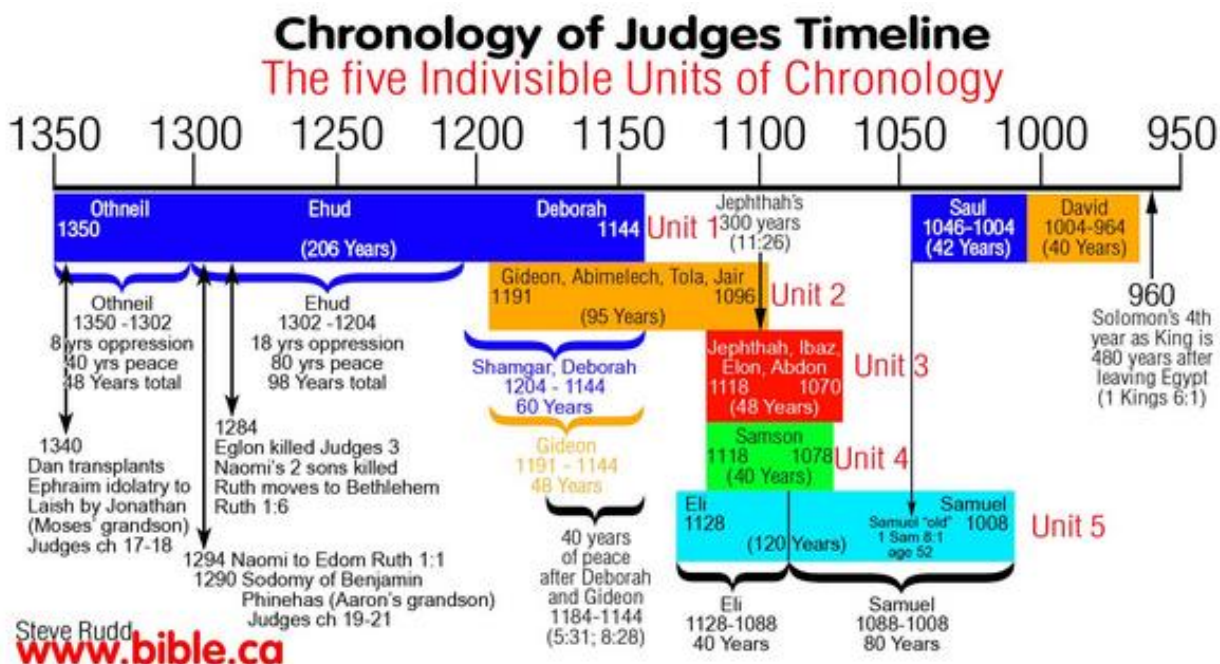 Chronology of Judges Timeline
The five Indivisible Units of Chronology
1350 1300 1250 1200 1150 1100 1050 1000 950
Othneil Ehud Deborah
1350 1144
(206 Years)
Unit 1
Jephthah's
300 years
(11:26)
Saul
1046-1004
(42 Years)
David
1004-964
(40 Years)
Othneil
1350 -1302
8 yrs oppression
40 yrs peace
48 Years total
Ehud
1302 -1204
18 yrs oppression
80 yrs peace
98 Years total
Gideon, Abimelech, Tola, Jair
1191 1096
(95 Years)
Unit 2
960
Solomon's 4th
year as King is
480 years after
leaving Egypt
(1 Kings 6:1)
Shamgar, Deborah
1204 - 1144
60 Years
Jephthah, Ibaz,
Elon, Abdon
1118 1070
(48 Years)
Unit 3
Gideon
1191 - 1144
48 Years
Samson
1118 1078
(40 Years)
Unit 4
1340
Dan transplants
Ephraim idolatry to
Laish by Jonathan
(Moses' grandson)
Judges ch 17-18
1284
Eglon killed Judges 3
Naomi's 2 sons killed
Ruth moves to Bethlehem
Ruth 1:6
Eli Samuel
1128 1008
(120 Years)
Samuel "old"
1 Sam 8:1
age 52
Unit 5
40 years
of peace
after Deborah
and Gideon
1184-1144
(5:31; 8:28)
1294 Naomi to Edom Ruth 1:1
1290 Sodomy of Benjamin
Phinehas (Aaron's grandson)
Judges ch 19-21
Eli
1128-1088
40 Years
Samuel
1088-1008
80 Years
Steve Rudd
www.bible.ca